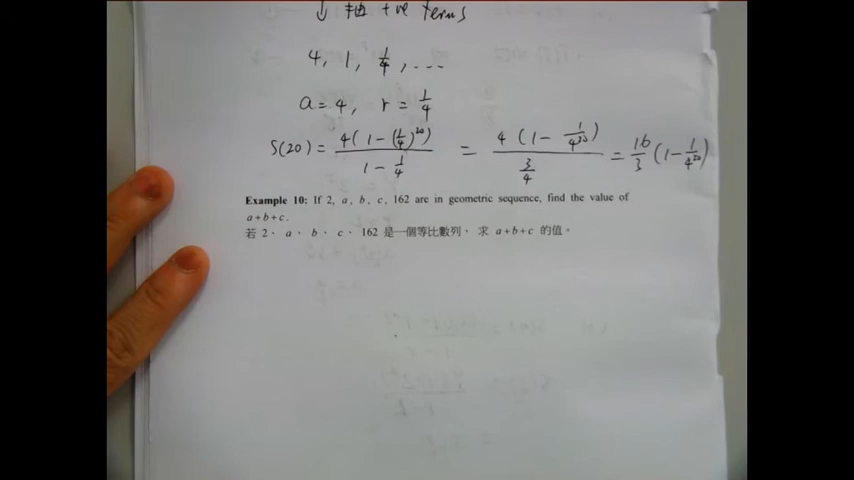 ↓ 抽 +ve terms
4, 1, 1/4, ...
a = 4, r = 1/4
S(20) = 4(1 - (1/4)^20) / (1 - 1/4) = 4(1 - 1/4^20) / (3/4) = 16/3 (1 - 1/4^20)
Example 10: If 2, a, b, c, 162 are in geometric sequence, find the value of
a+b+c.
若 2、 a、 b、 c、 162 是一個等比數列, 求 a+b+c 的值。